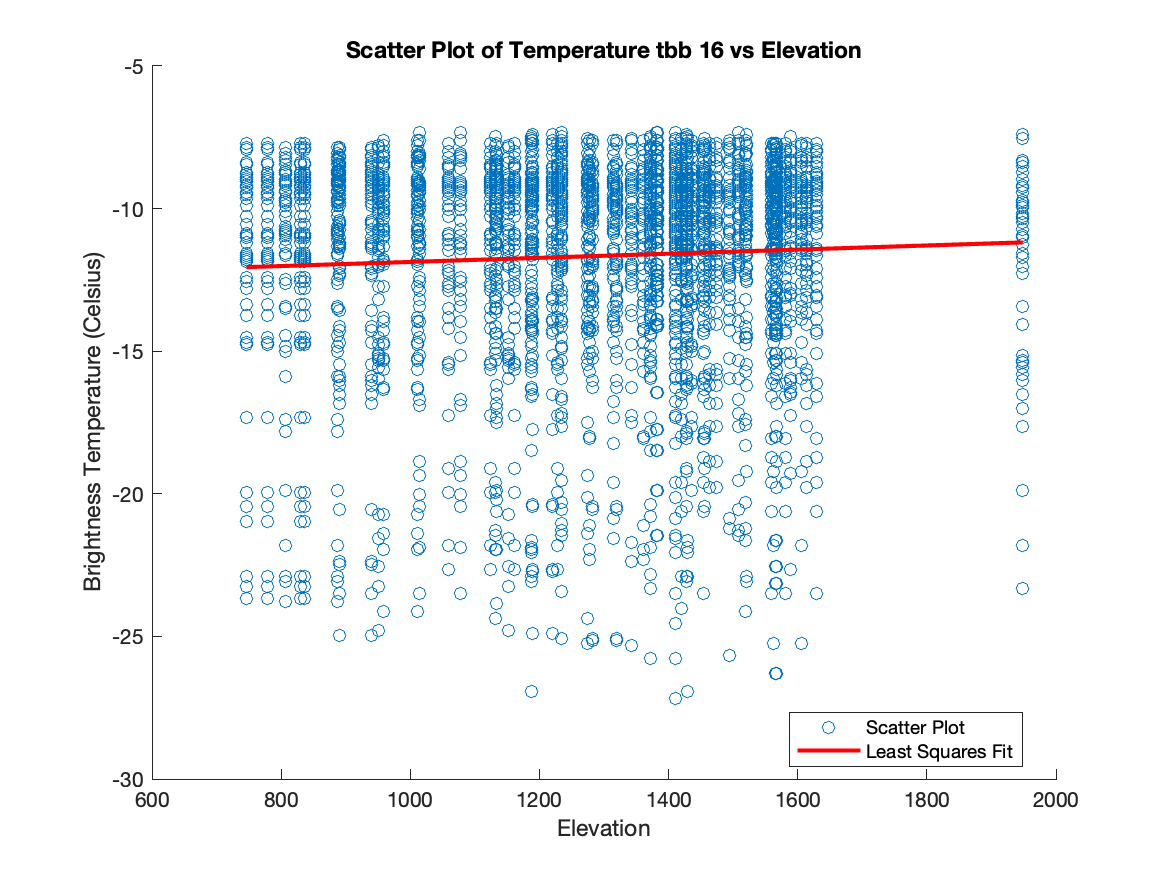 Scatter Plot of Temperature tbb 16 vs Elevation
-5
-10
-15
-20
-25
-30
Brightness Temperature (Celsius)
600 800 1000 1200 1400 1600 1800 2000
Elevation
Scatter Plot
Least Squares Fit